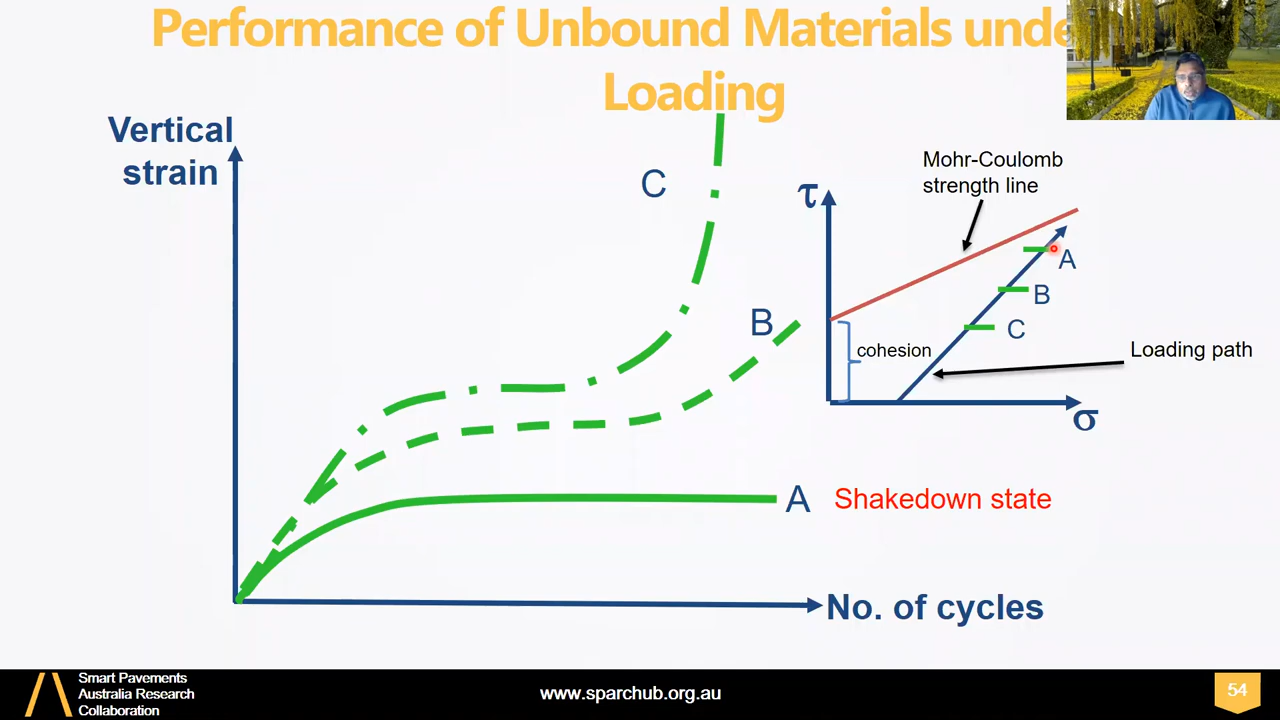 Performance of Unbound Materials unde
Loading
Vertical
strain
C
B
A
Shakedown state
No. of cycles
Mohr-Coulomb
strength line
τ
A
B
C
cohesion
Loading path
σ
Smart Pavements
Australia Research
Collaboration
www.sparchub.org.au
54